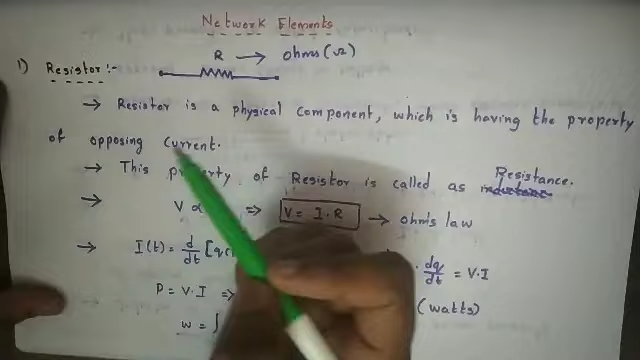 Network Elements
R → ohms (Ω)
1) Resistor :-
→ Resistor is a physical component, which is having the property
of opposing current.
→ This property of Resistor is called as Resistance.
→ V ∝ ⇒ V = I · R → ohm's law
→ I(t) = d/dt [q( · dq/dt = V·I
P = V·I ⇒ (watts)
w = ∫